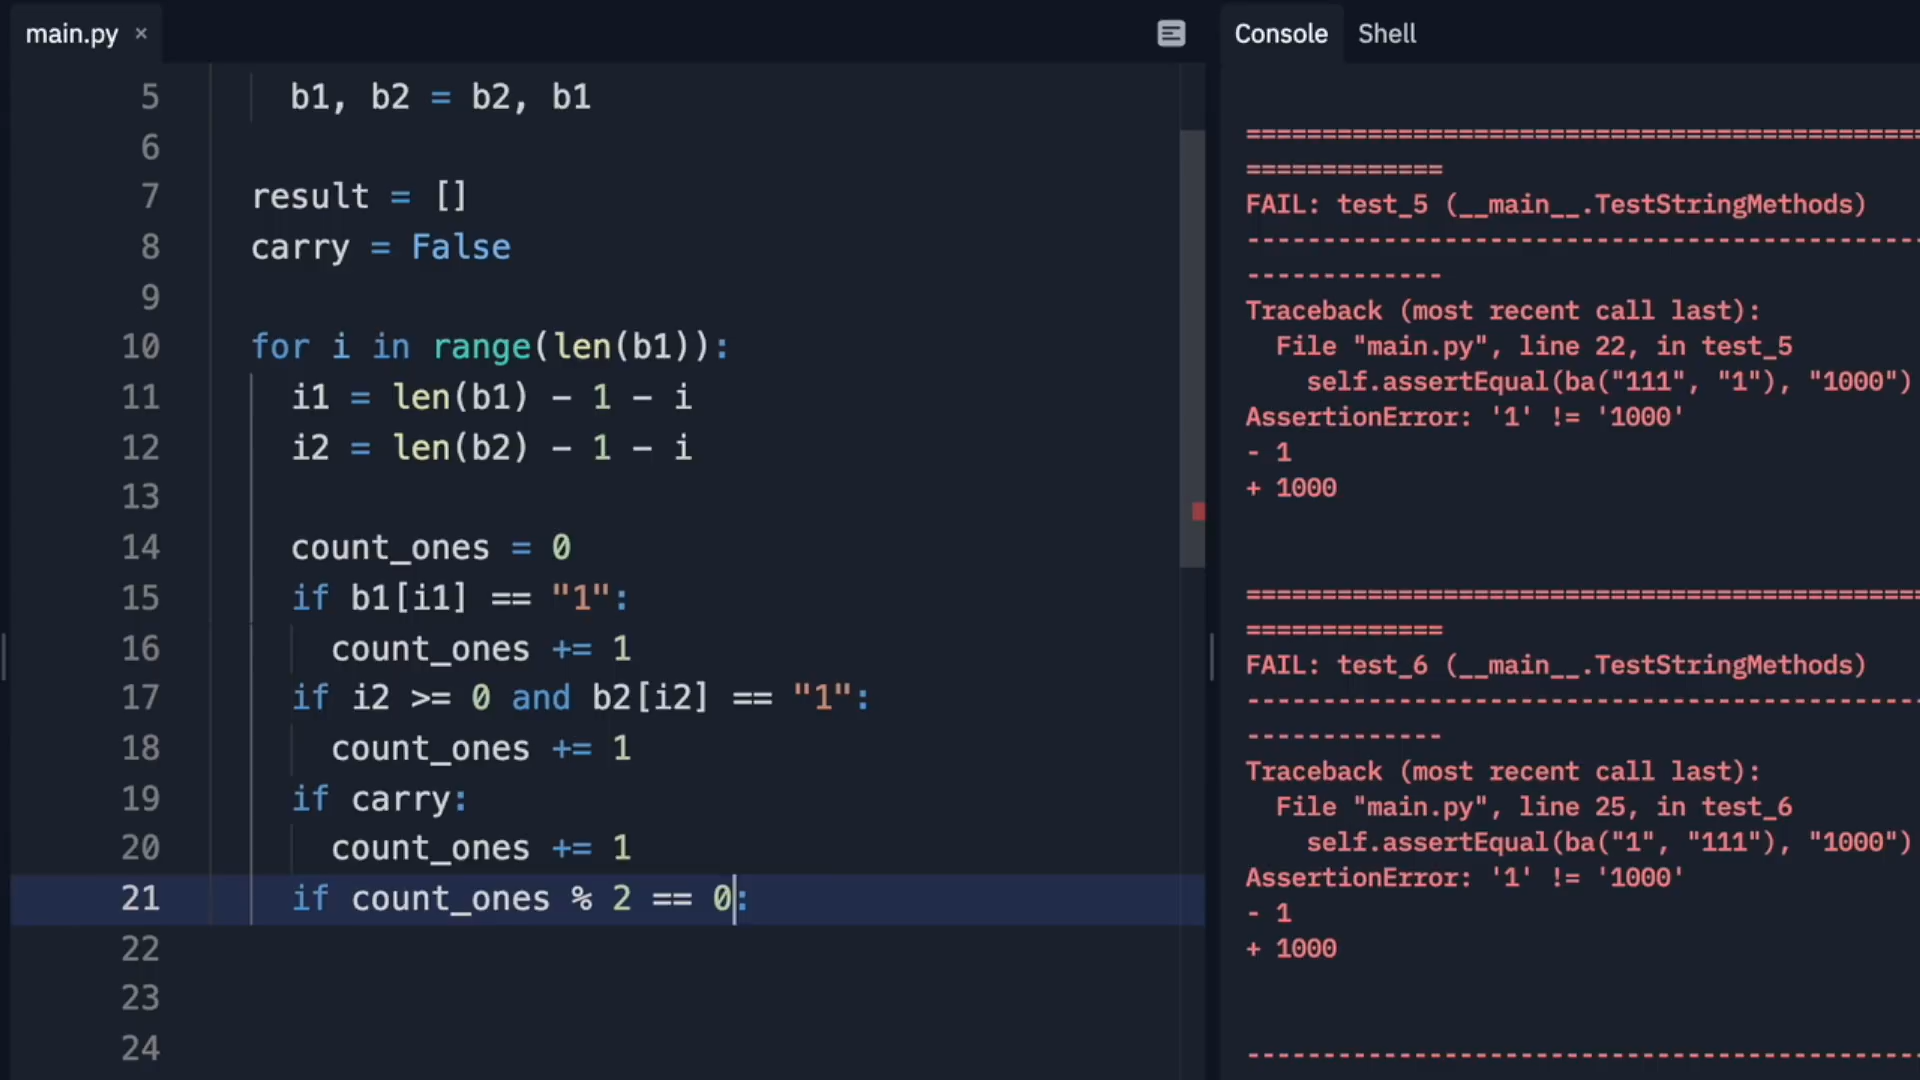 main.py ×
5 b1, b2 = b2, b1
6
7 result = []
8 carry = False
9
10 for i in range(len(b1)):
11 i1 = len(b1) - 1 - i
12 i2 = len(b2) - 1 - i
13
14 count_ones = 0
15 if b1[i1] == "1":
16 count_ones += 1
17 if i2 >= 0 and b2[i2] == "1":
18 count_ones += 1
19 if carry:
20 count_ones += 1
21 if count_ones % 2 == 0:
22
23
24
Console Shell
============================================
=============
FAIL: test_5 (__main__.TestStringMethods)
--------------------------------------------
-------------
Traceback (most recent call last):
File "main.py", line 22, in test_5
self.assertEqual(ba("111", "1"), "1000")
AssertionError: '1' != '1000'
- 1
+ 1000
============================================
=============
FAIL: test_6 (__main__.TestStringMethods)
--------------------------------------------
-------------
Traceback (most recent call last):
File "main.py", line 25, in test_6
self.assertEqual(ba("1", "111"), "1000")
AssertionError: '1' != '1000'
- 1
+ 1000
--------------------------------------------